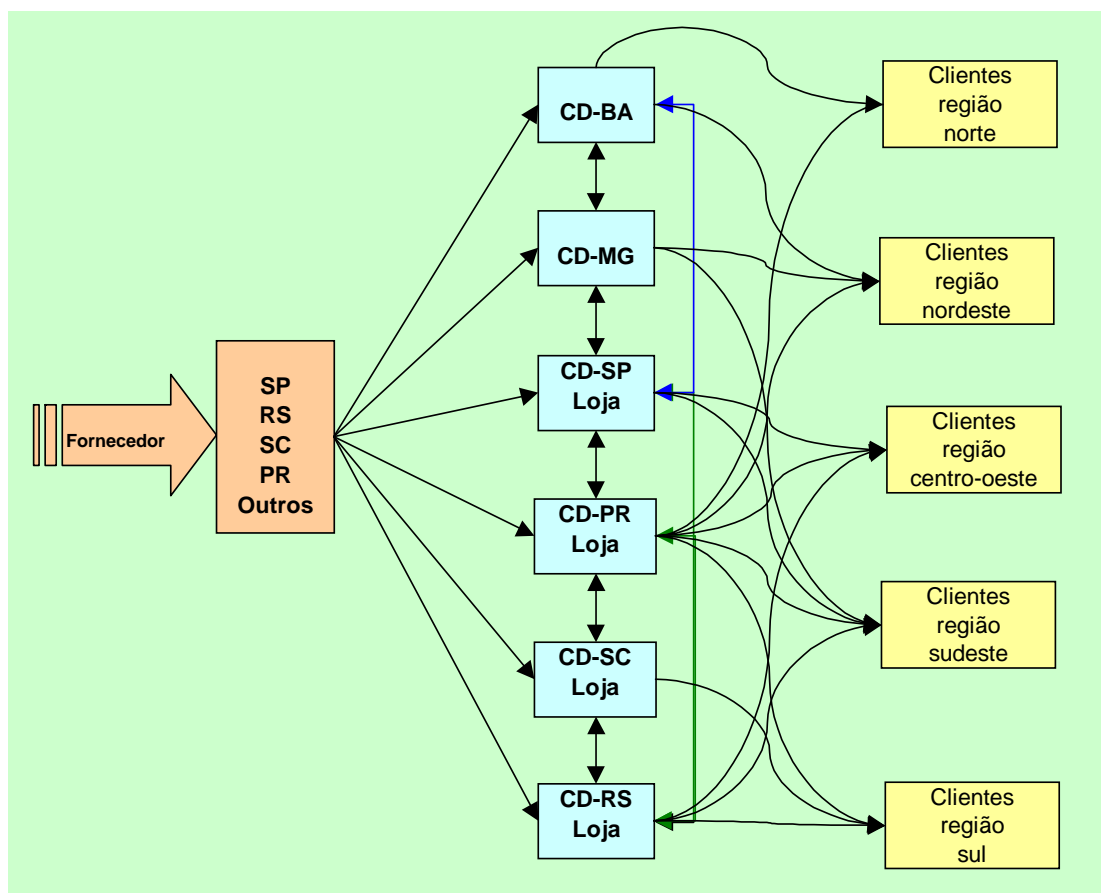 Fornecedor
SP
RS
SC
PR
Outros
CD-BA
CD-MG
CD-SP
Loja
CD-PR
Loja
CD-SC
Loja
CD-RS
Loja
Clientes
região
norte
Clientes
região
nordeste
Clientes
região
centro-oeste
Clientes
região
sudeste
Clientes
região
sul